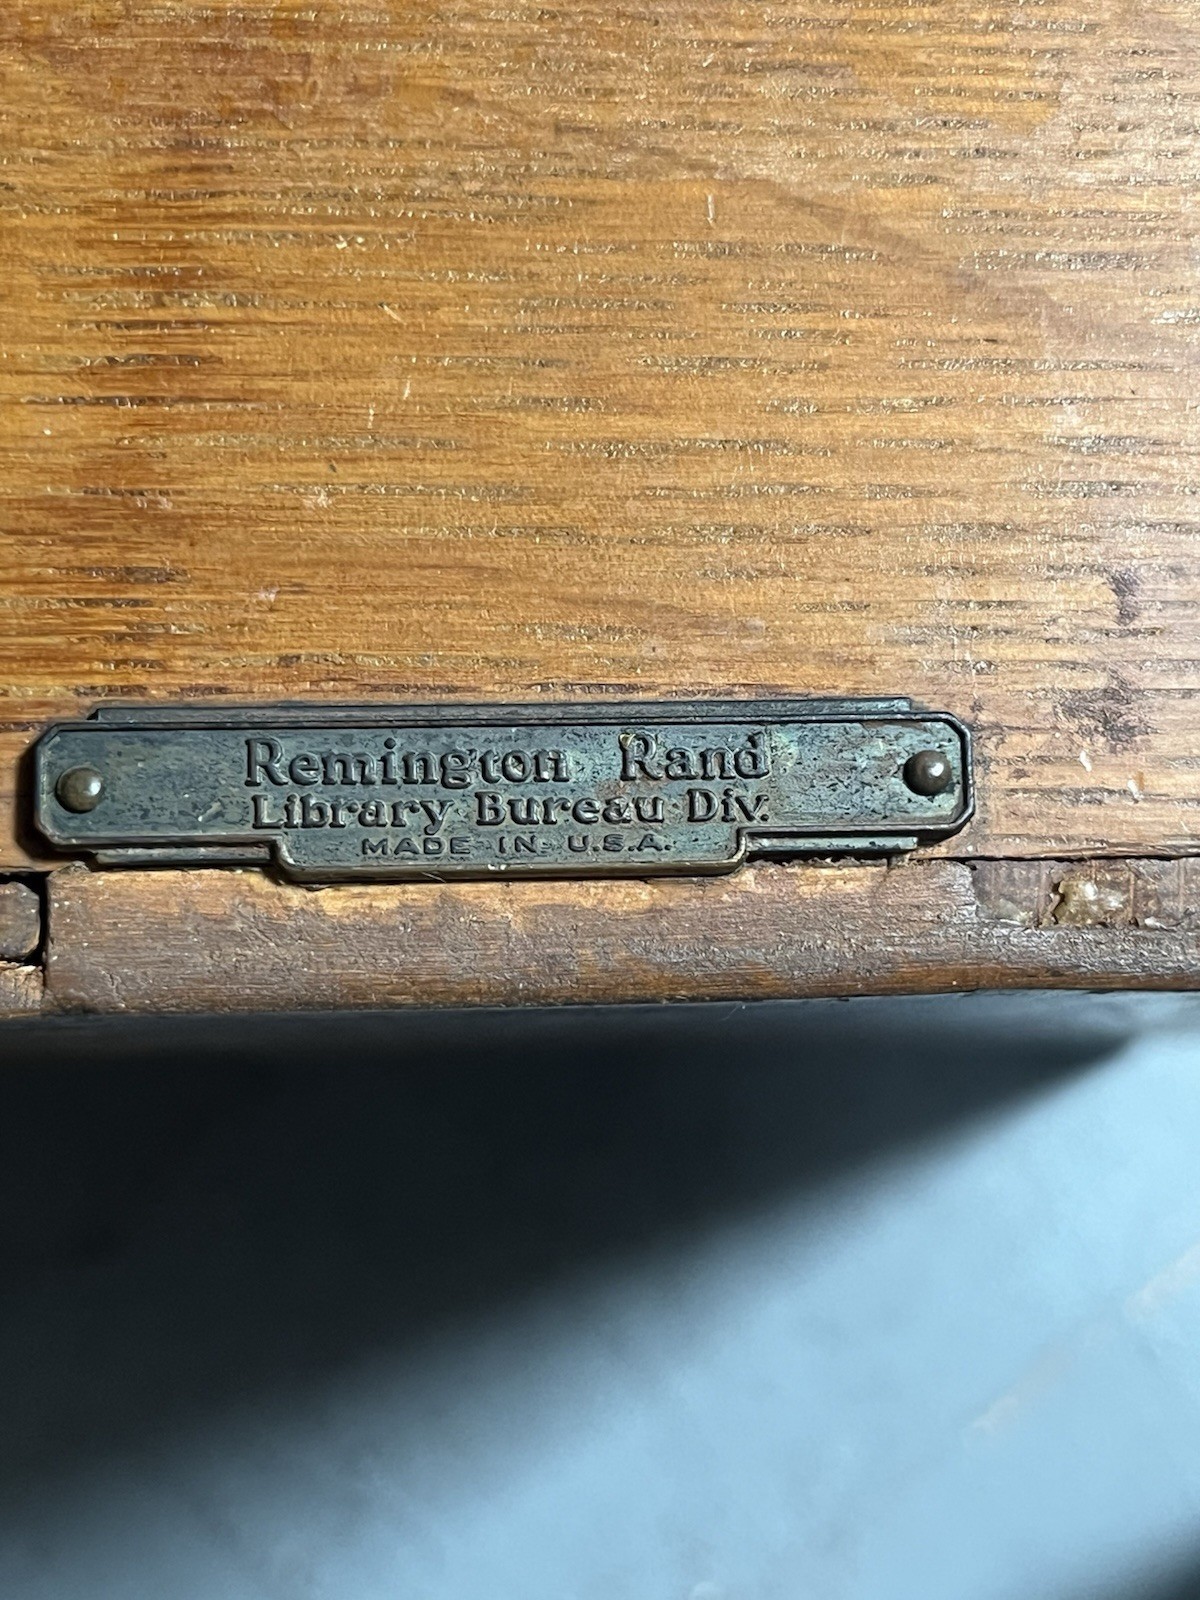 Remington Rand
Library Bureau Div.
MADE IN U.S.A.